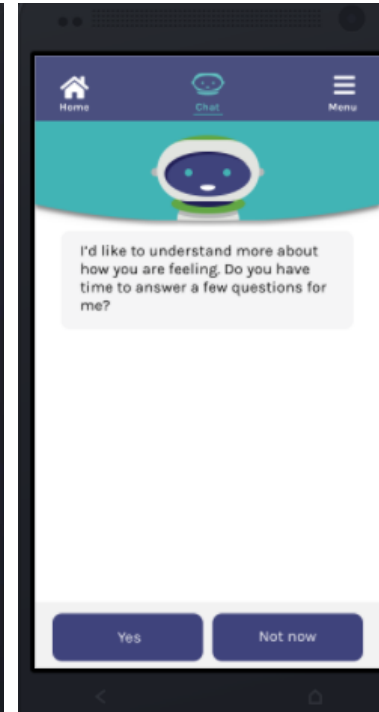 Home
Chat
Menu
I'd like to understand more about
how you are feeling. Do you have
time to answer a few questions for
me?
Yes
Not now